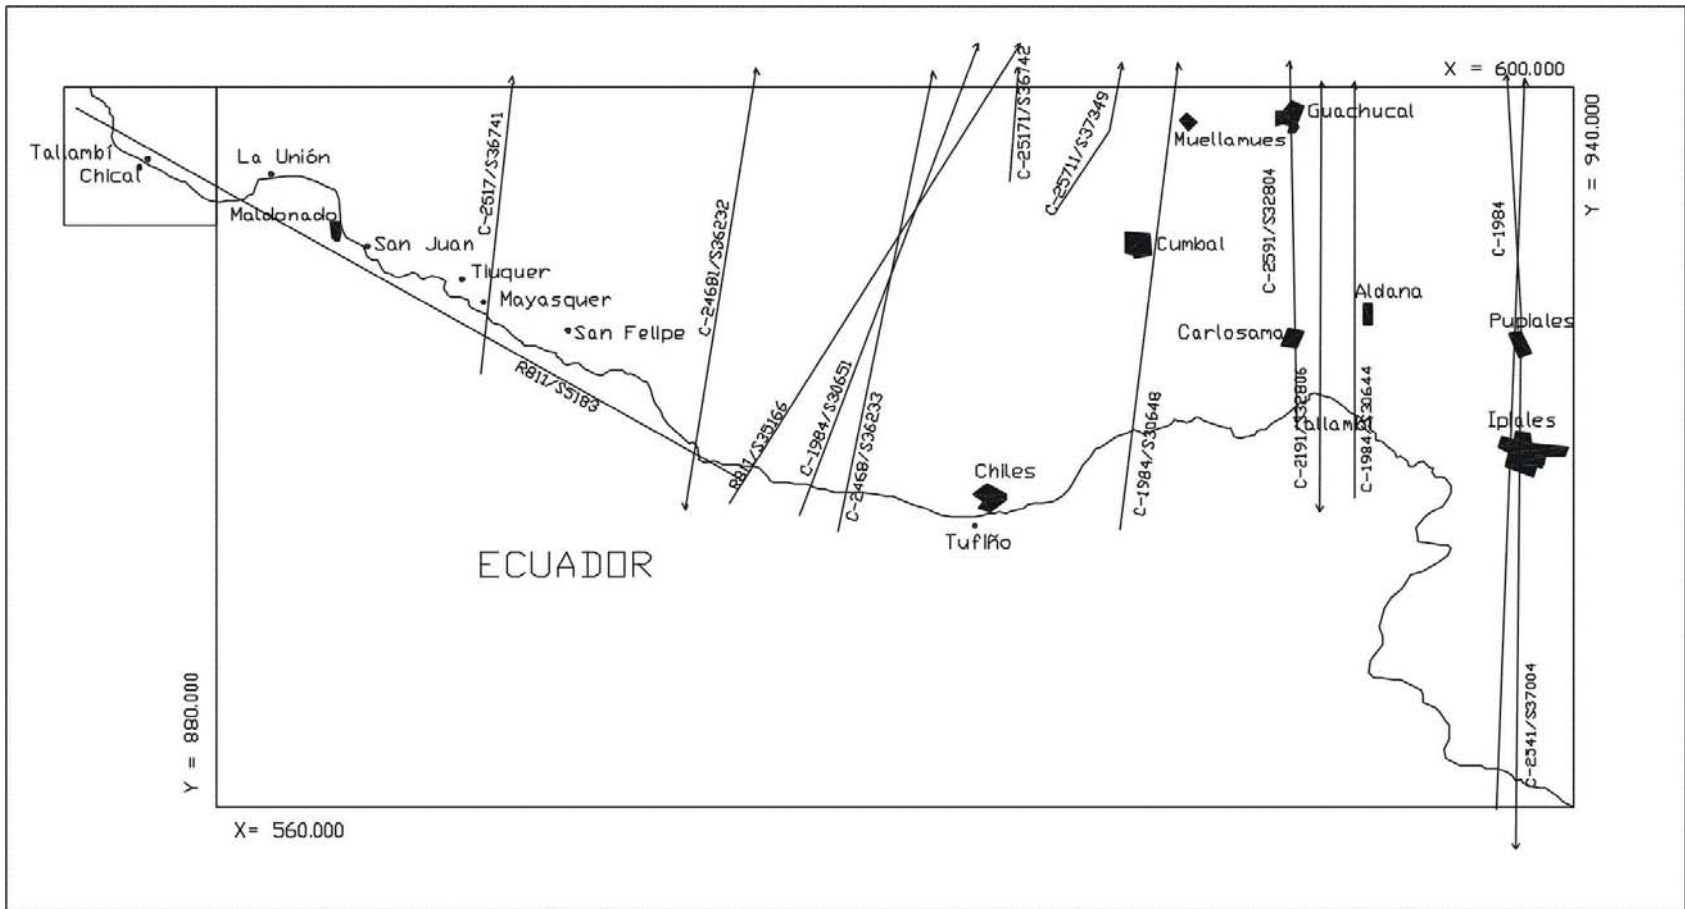 X = 600.000
Y = 940.000
Tallambí
Chical
La Unión
Maldonado
San Juan
Tiuquer
Mayasquer
San Felipe
C-2517/S36741
C-24681/S36232
R811/S5183
R811/S35166
C-1984/S30651
C-2468/S36233
C-25171/S36742
C-25711/S37349
Muellamues
Guachucal
Cumbal
C-2591/S32804
C-1984
Aldana
Carlosama
Pupiales
C-1984/S30648
C-2191/S32806
Tallambí
C-1984/S30644
Ipiales
Chiles
Tufiño
ECUADOR
C-2541/S37004
Y = 880.000
X= 560.000